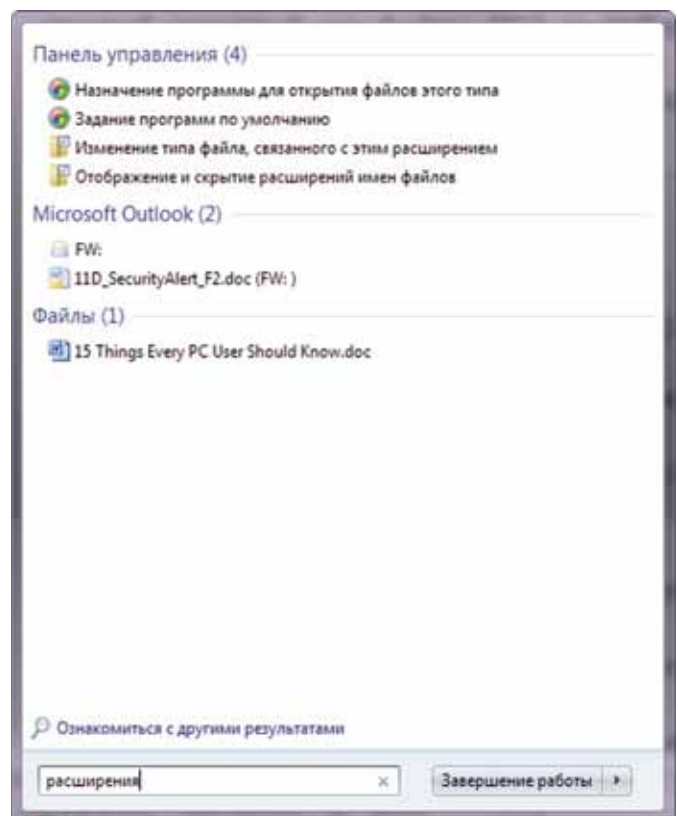 Панель управления (4)
Назначение программы для открытия файлов этого типа
Задание программ по умолчанию
Изменение типа файла, связанного с этим расширением
Отображение и скрытие расширений имен файлов
Microsoft Outlook (2)
FW:
11D_SecurityAlert_F2.doc (FW: )
Файлы (1)
15 Things Every PC User Should Know.doc
Ознакомиться с другими результатами
расширения
Завершение работы